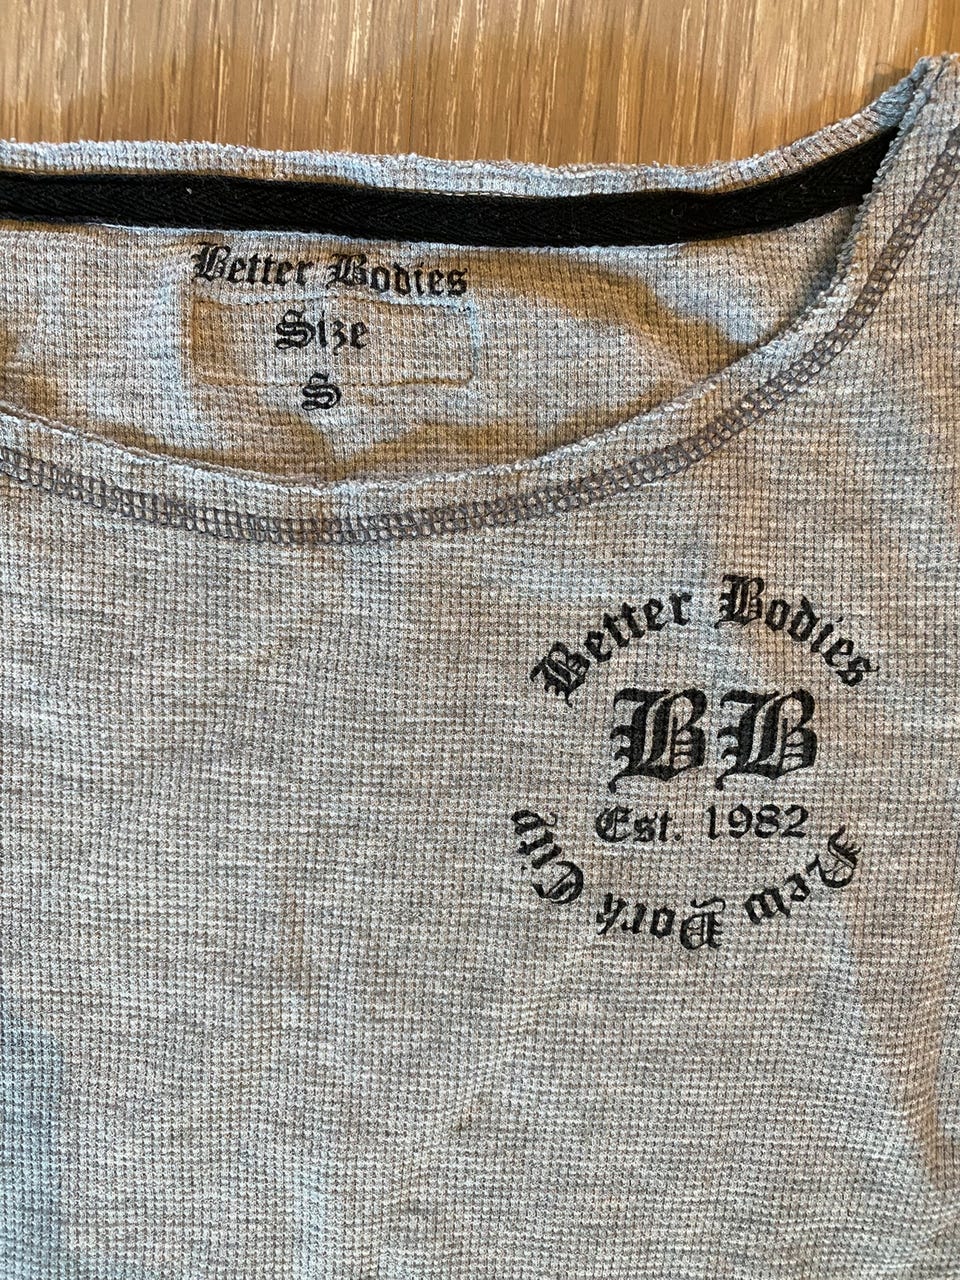 Better Bodies
Size
S
Better Bodies
BB
Est. 1982
New York City